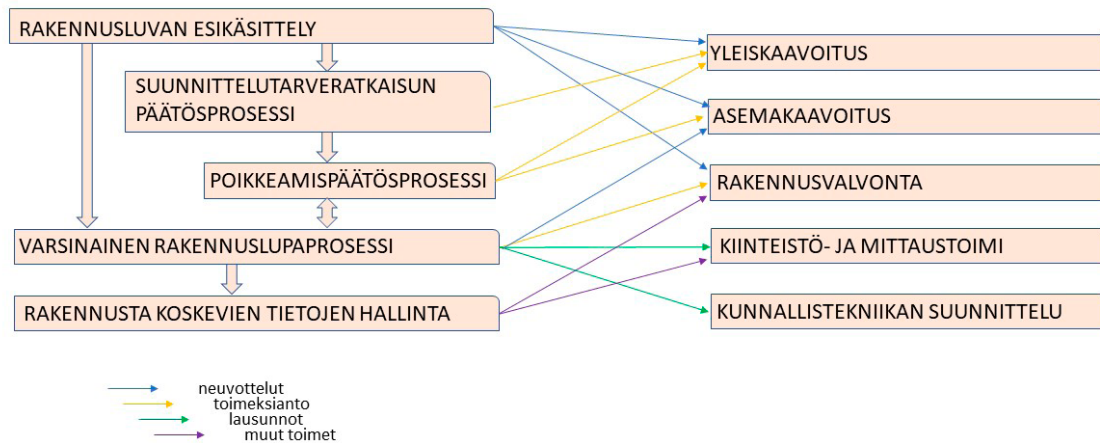 RAKENNUSLUVAN ESIKÄSITTELY
SUUNNITTELUTARVERATKAISUN
PÄÄTÖSPROSESSI
POIKKEAMISPÄÄTÖSPROSESSI
VARSINAINEN RAKENNUSLUPAPROSESSI
RAKENNUSTA KOSKEVIEN TIETOJEN HALLINTA
YLEISKAAVOITUS
ASEMAKAAVOITUS
RAKENNUSVALVONTA
KIINTEISTÖ- JA MITTAUSTOIMI
KUNNALLISTEKNIIKAN SUUNNITTELU
neuvottelut
toimeksianto
lausunnot
muut toimet